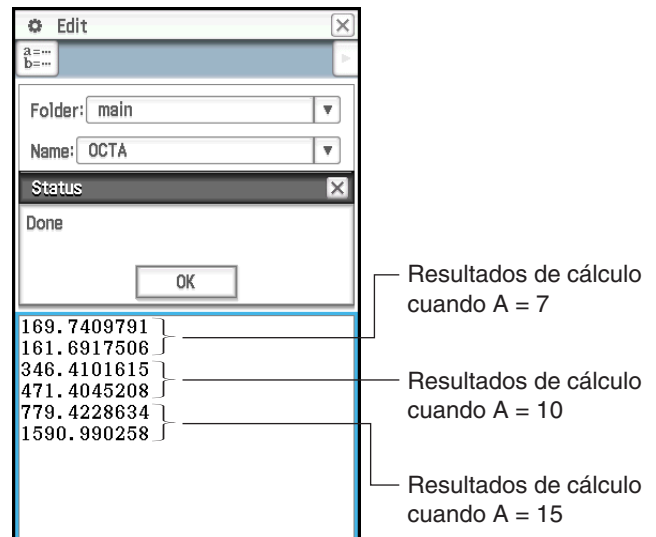 Edit
a=…
b=…
Folder: main
Name: OCTA
Status
Done
OK
169.7409791
161.6917506
346.4101615
471.4045208
779.4228634
1590.990258
Resultados de cálculo
cuando A = 7
Resultados de cálculo
cuando A = 10
Resultados de cálculo
cuando A = 15